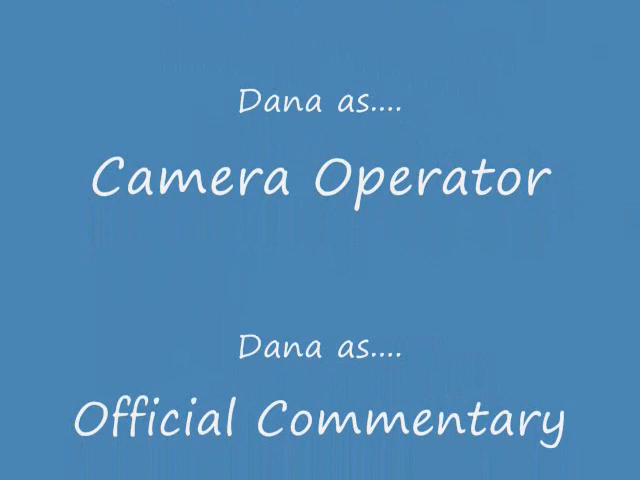 Dana as....
Camera Operator
Dana as....
Official Commentary